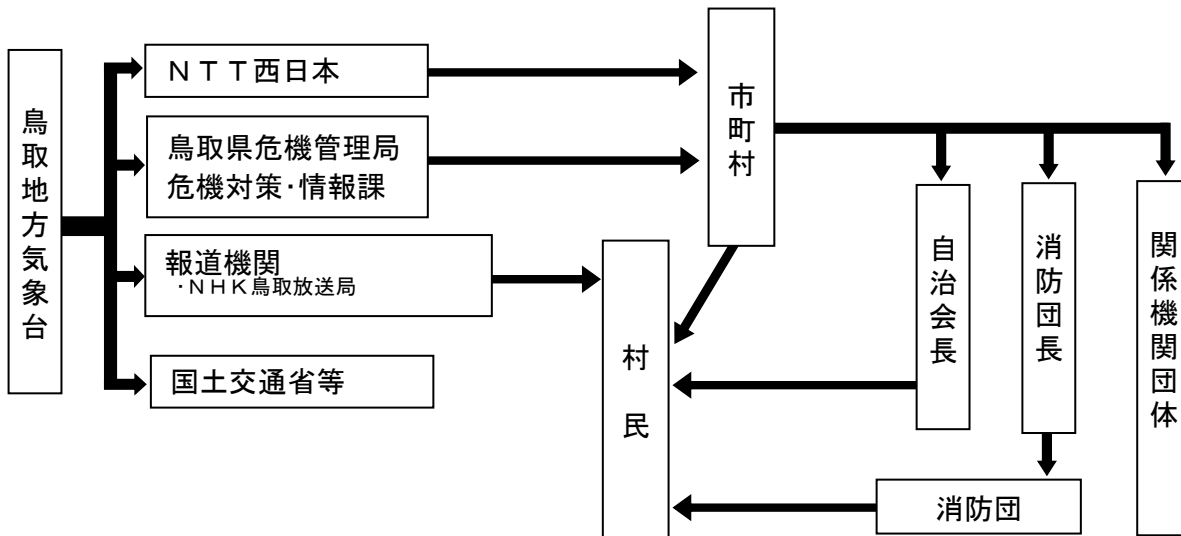 鳥取地方気象台
ＮＴＴ西日本
鳥取県危機管理局
危機対策・情報課
報道機関
・ＮＨＫ鳥取放送局
国土交通省等
市町村
村民
自治会長
消防団長
関係機関団体
消防団